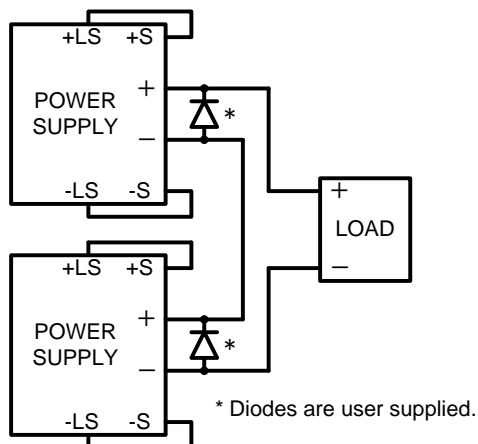 +LS +S
+
POWER
SUPPLY
*
−
-LS -S
+
LOAD
−
+LS +S
+
POWER
SUPPLY
*
−
-LS -S
* Diodes are user supplied.